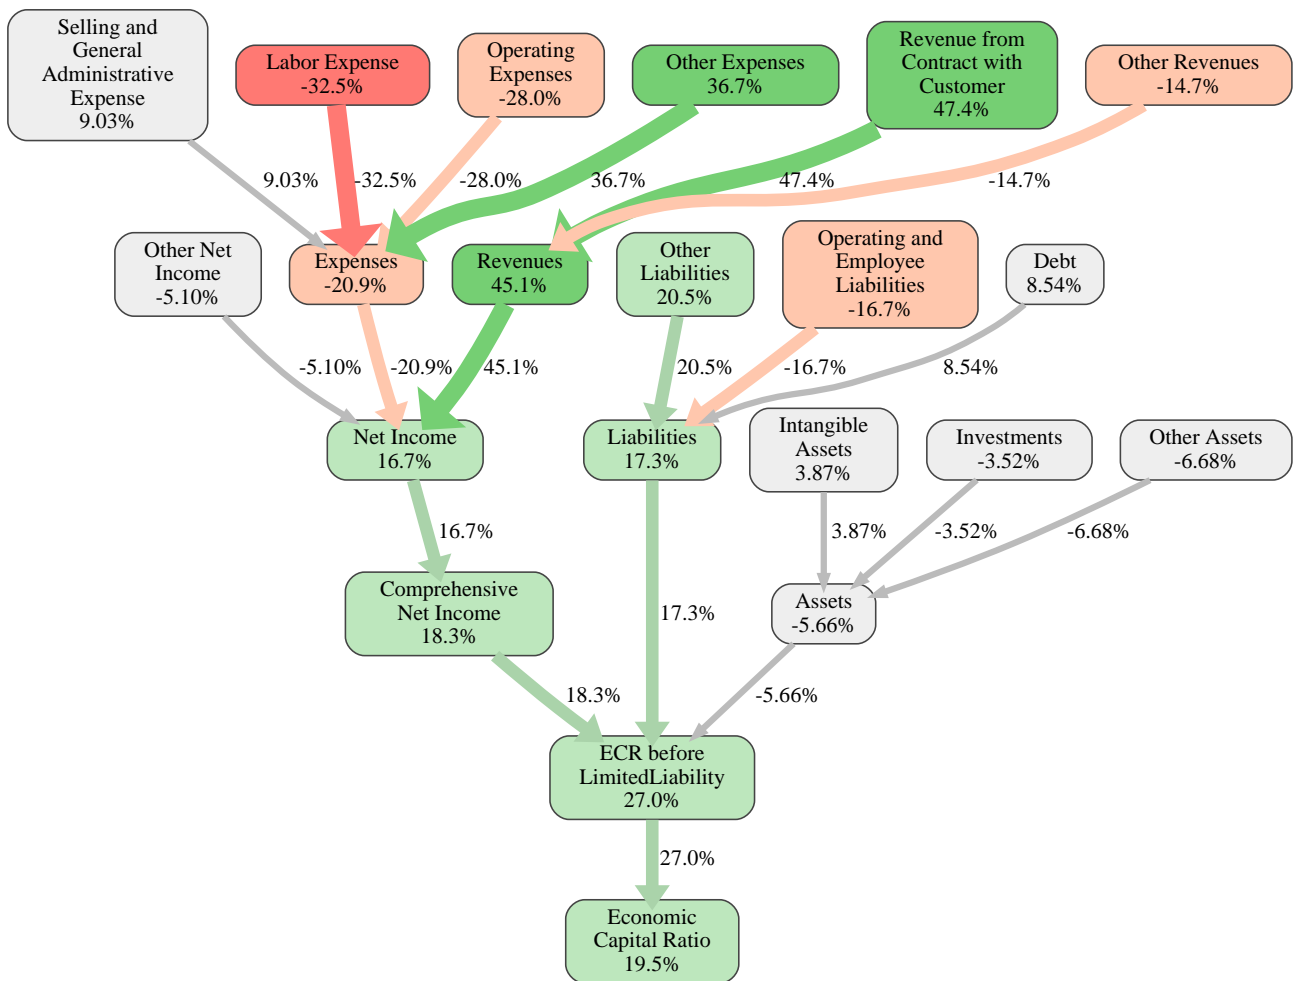 Selling and
General
Administrative
Expense
9.03%
Labor Expense
-32.5%
Operating
Expenses
-28.0%
Other Expenses
36.7%
Revenue from
Contract with
Customer
47.4%
Other Revenues
-14.7%
9.03%
-32.5%
-28.0%
36.7%
47.4%
-14.7%
Other Net
Income
-5.10%
Expenses
-20.9%
Revenues
45.1%
Other
Liabilities
20.5%
Operating and
Employee
Liabilities
-16.7%
Debt
8.54%
-5.10%
-20.9%
45.1%
20.5%
-16.7%
8.54%
Net Income
16.7%
Liabilities
17.3%
Intangible
Assets
3.87%
Investments
-3.52%
Other Assets
-6.68%
16.7%
3.87%
-3.52%
-6.68%
Comprehensive
Net Income
18.3%
17.3%
Assets
-5.66%
18.3%
-5.66%
ECR before
LimitedLiability
27.0%
27.0%
Economic
Capital Ratio
19.5%